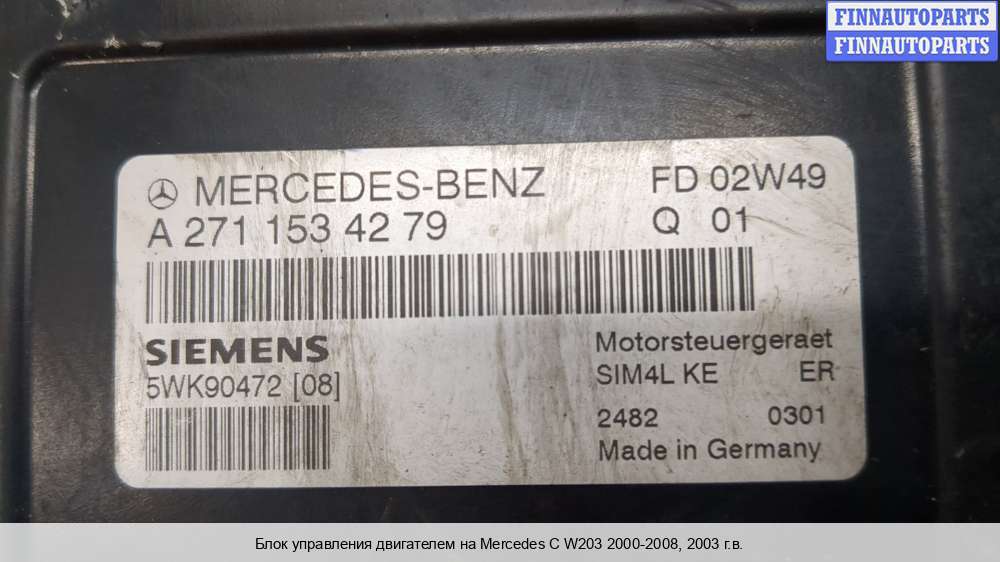 FINNAUTOPARTS
FINNAUTOPARTS
MERCEDES-BENZ FD 02W49
A 271 153 42 79 Q 01
SIEMENS Motorsteuergeraet
5WK90472 [08] SIM4L KE ER
2482 0301
Made in Germany
Блок управления двигателем на Mercedes C W203 2000-2008, 2003 г.в.